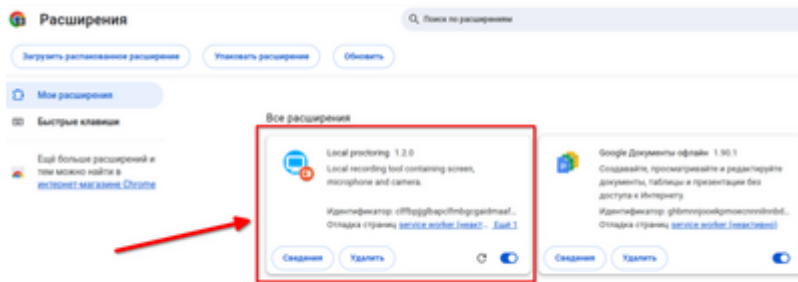 Расширения
Поиск по расширениям
Загрузить распакованное расширение
Упаковать расширение
Обновить
Мои расширения
Быстрые клавиши
Ещё больше расширений и
тем можно найти в
интернет-магазине Chrome
Все расширения
Local proctoring 1.2.0
Local recording tool containing screen,
microphone and camera.
Идентификатор:
Отладка страниц service worker (неакт... Ещё 1
Сведения
Удалить
Google Документы офлайн 1.90.1
Создавайте, просматривайте и редактируйте
документы, таблицы и презентации без
доступа к Интернету.
Идентификатор:
Отладка страниц service worker (неактивно)
Сведения
Удалить